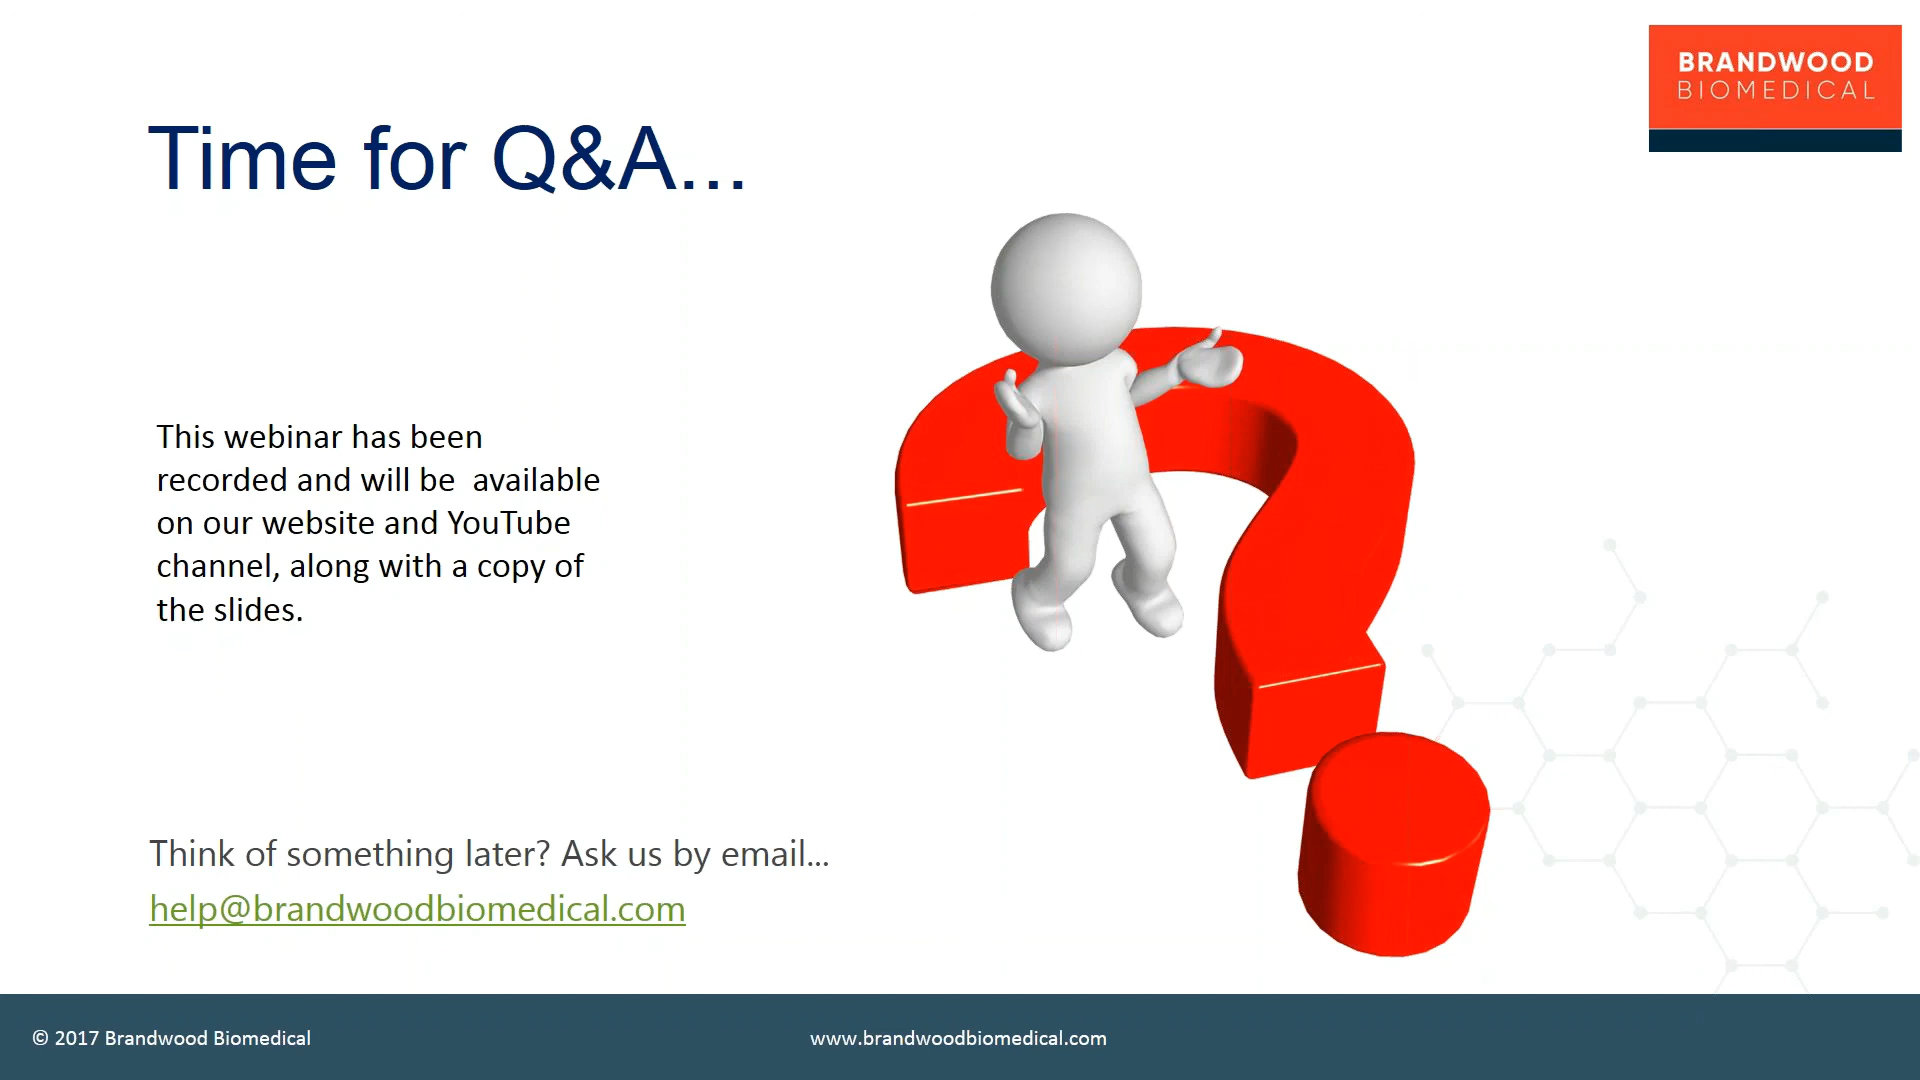 BRANDWOOD
BIOMEDICAL
Time for Q&A...
This webinar has been
recorded and will be  available
on our website and YouTube
channel, along with a copy of
the slides.
Think of something later? Ask us by email...
help@brandwoodbiomedical.com
© 2017 Brandwood Biomedical
www.brandwoodbiomedical.com